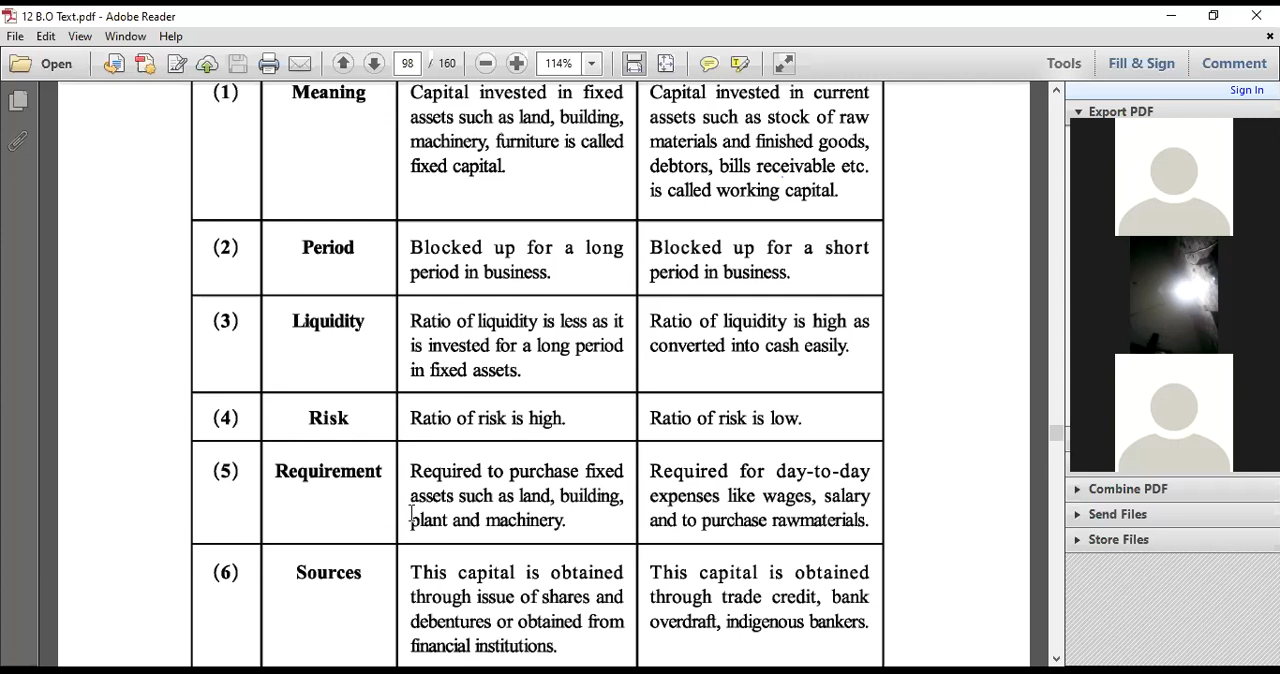 12 B.O Text.pdf - Adobe Reader
File Edit View Window Help
Open 98 / 160 114% Tools Fill & Sign Comment
Sign In
Export PDF
Combine PDF
Send Files
Store Files
(1) Meaning
Capital invested in fixed
assets such as land, building,
machinery, furniture is called
fixed capital.
Capital invested in current
assets such as stock of raw
materials and finished goods,
debtors, bills receivable etc.
is called working capital.
(2) Period
Blocked up for a long
period in business.
Blocked up for a short
period in business.
(3) Liquidity
Ratio of liquidity is less as it
is invested for a long period
in fixed assets.
Ratio of liquidity is high as
converted into cash easily.
(4) Risk
Ratio of risk is high.
Ratio of risk is low.
(5) Requirement
Required to purchase fixed
assets such as land, building,
plant and machinery.
Required for day-to-day
expenses like wages, salary
and to purchase rawmaterials.
(6) Sources
This capital is obtained
through issue of shares and
debentures or obtained from
financial institutions.
This capital is obtained
through trade credit, bank
overdraft, indigenous bankers.